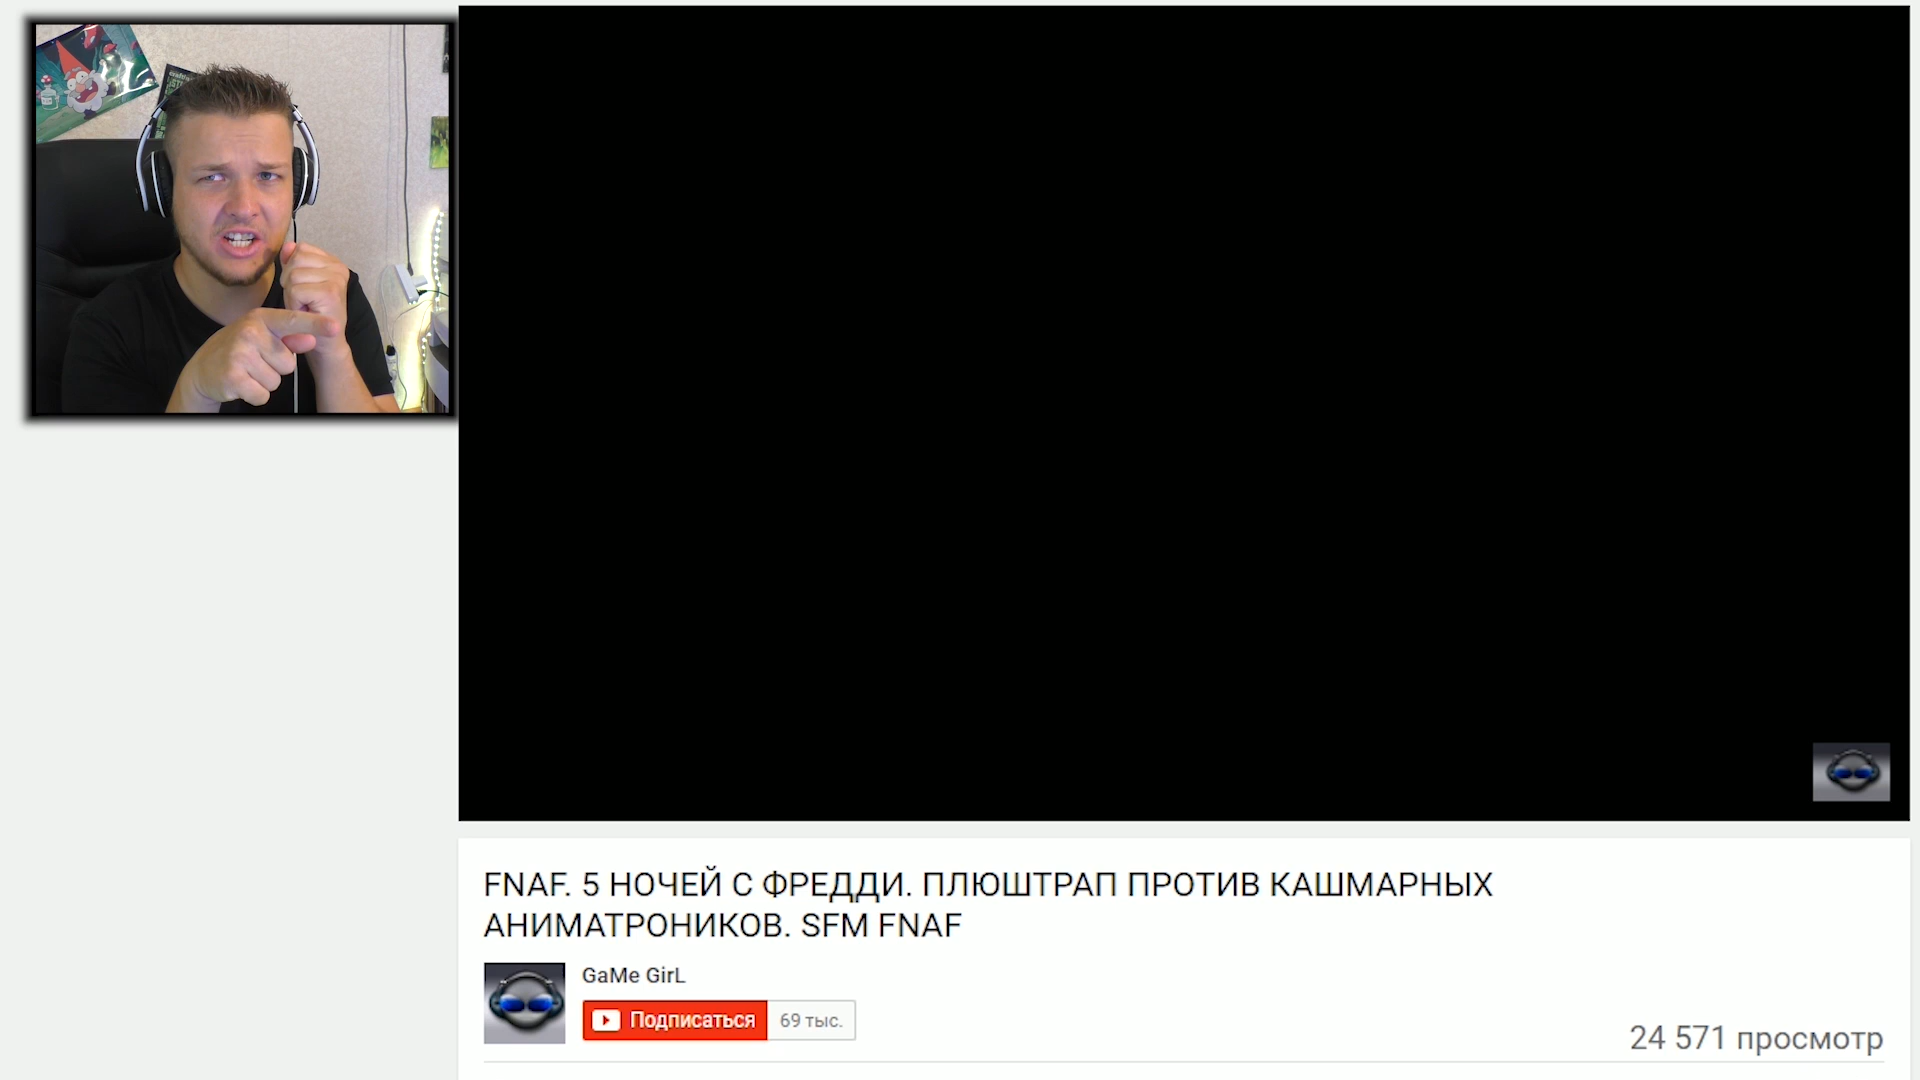 FNAF. 5 НОЧЕЙ С ФРЕДДИ. ПЛЮШТРАП ПРОТИВ КАШМАРНЫХ
АНИМАТРОНИКОВ. SFM FNAF
GaMe GirL
Подписаться 69 тыс.
24 571 просмотр